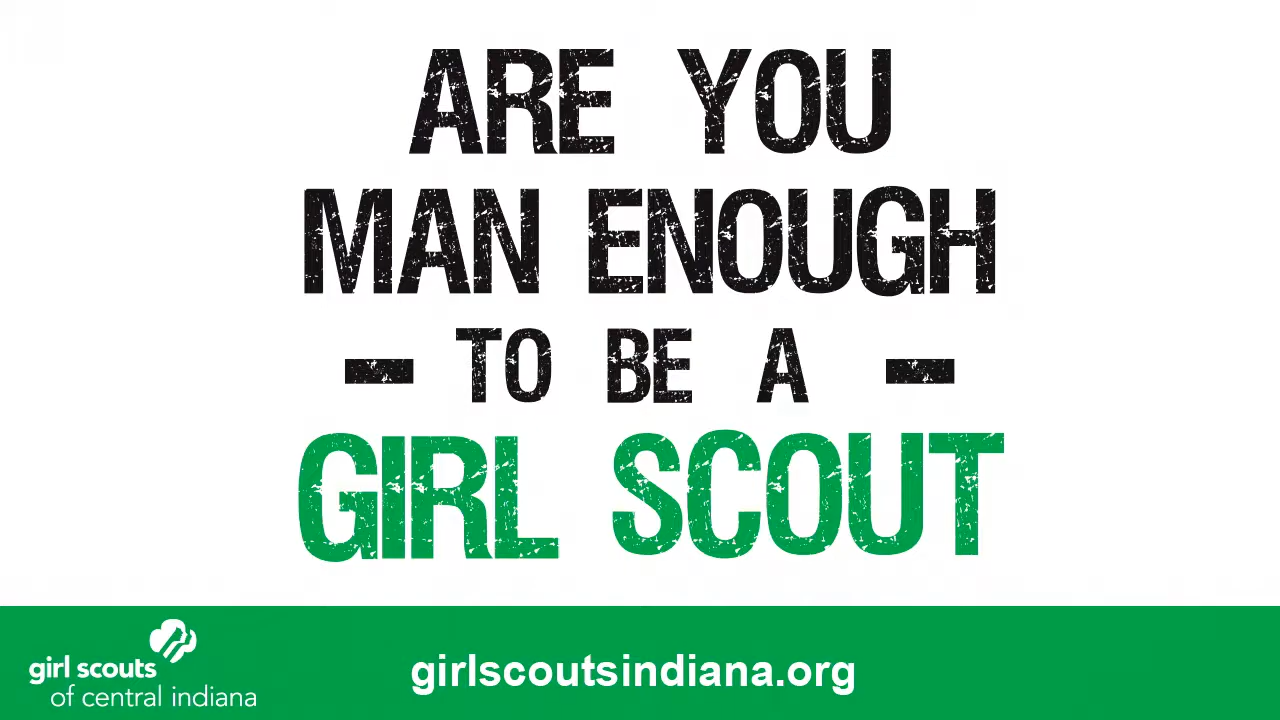 ARE YOU
MAN ENOUGH
- TO BE A -
GIRL SCOUT
girl scouts
of central indiana
girlscoutsindiana.org